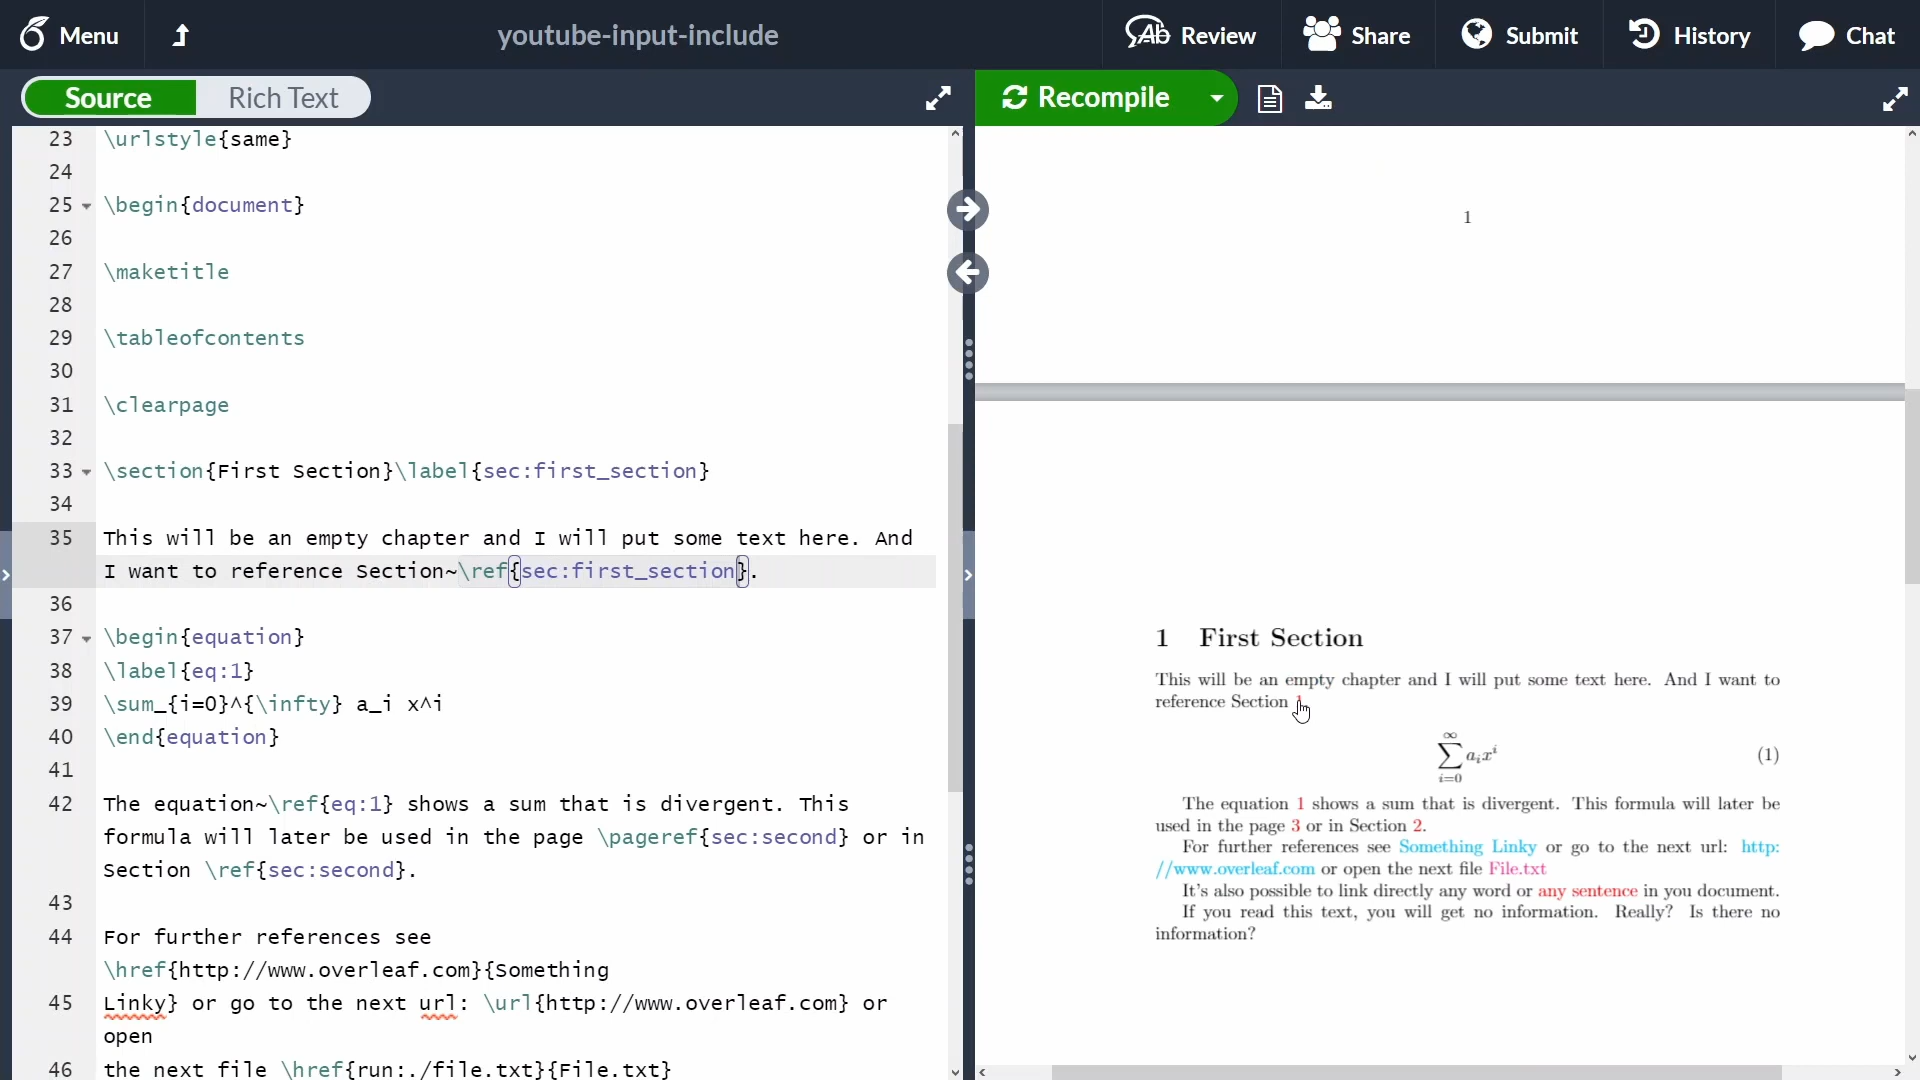 Menu
youtube-input-include
Review
Share
Submit
History
Chat
Source
Rich Text
Recompile
23 \urlstyle{same}
24
25 \begin{document}
26
27 \maketitle
28
29 \tableofcontents
30
31 \clearpage
32
33 \section{First Section}\label{sec:first_section}
34
35 This will be an empty chapter and I will put some text here. And
I want to reference Section~\ref{sec:first_section}.
36
37 \begin{equation}
38 \label{eq:1}
39 \sum_{i=0}^{\infty} a_i x^i
40 \end{equation}
41
42 The equation~\ref{eq:1} shows a sum that is divergent. This
formula will later be used in the page \pageref{sec:second} or in
Section \ref{sec:second}.
43
44 For further references see
\href{http://www.overleaf.com}{Something
45 Linky} or go to the next url: \url{http://www.overleaf.com} or
open
46 the next file \href{run:./file.txt}{File.txt}
1
1 First Section
This will be an empty chapter and I will put some text here. And I want to
reference Section 1
∞
∑ aᵢxⁱ (1)
i=0
The equation 1 shows a sum that is divergent. This formula will later be
used in the page 3 or in Section 2.
For further references see Something Linky or go to the next url: http:
//www.overleaf.com or open the next file File.txt
It's also possible to link directly any word or any sentence in you document.
If you read this text, you will get no information. Really? Is there no
information?